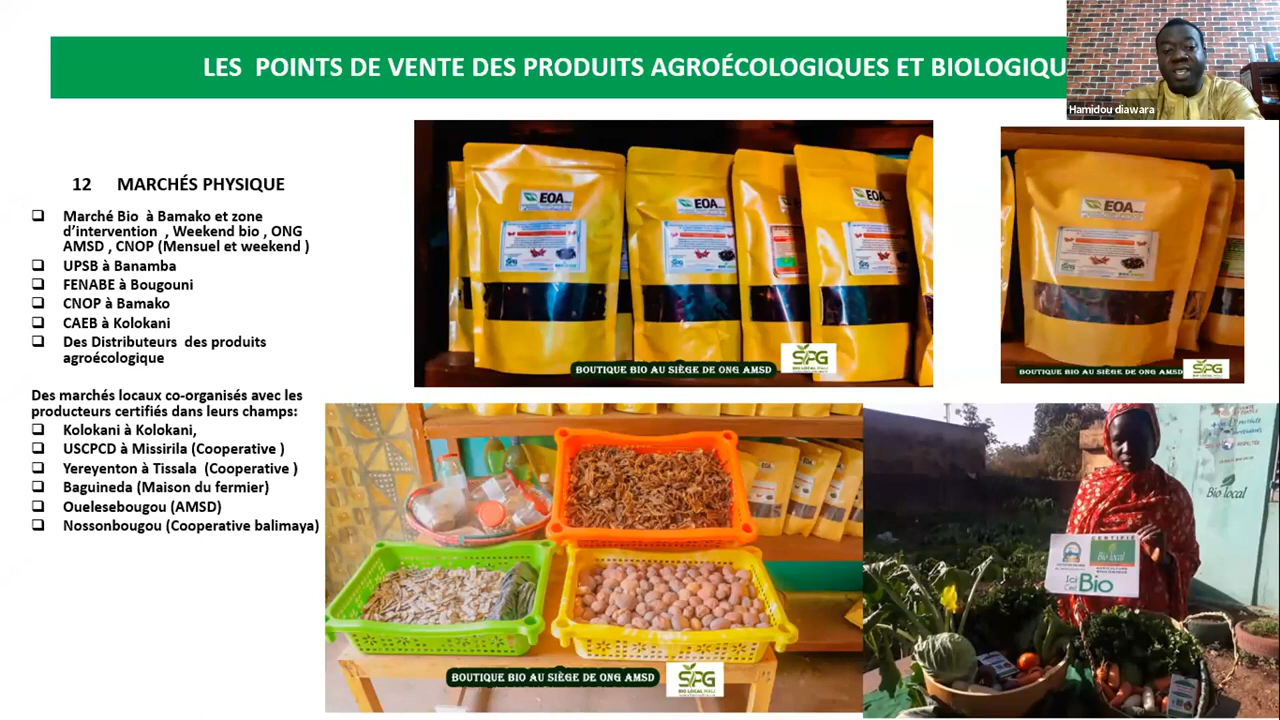 LES POINTS DE VENTE DES PRODUITS AGROÉCOLOGIQUES ET BIOLOGIQU
Hamidou diawara
12 MARCHÉS PHYSIQUE
❑ Marché Bio à Bamako et zone
d’intervention , Weekend bio , ONG
AMSD , CNOP (Mensuel et weekend )
❑ UPSB à Banamba
❑ FENABE à Bougouni
❑ CNOP à Bamako
❑ CAEB à Kolokani
❑ Des Distributeurs des produits
agroécologique
Des marchés locaux co-organisés avec les
producteurs certifiés dans leurs champs:
❑ Kolokani à Kolokani,
❑ USCPCD à Missirila (Cooperative )
❑ Yereyenton à Tissala (Cooperative )
❑ Baguineda (Maison du fermier)
❑ Ouelesebougou (AMSD)
❑ Nossonbougou (Cooperative balimaya)
EOA
EOA
EOA
EOA
BOUTIQUE BIO AU SIÈGE DE ONG AMSD
SPG
BIO LOCAL MALI
EOA
BOUTIQUE BIO AU SIÈGE DE ONG AMSD
SPG
BOUTIQUE BIO AU SIÈGE DE ONG AMSD
SPG
BIO LOCAL MALI
Bio local
CERTIFIÉ
Bio local
Ici
C'est Bio